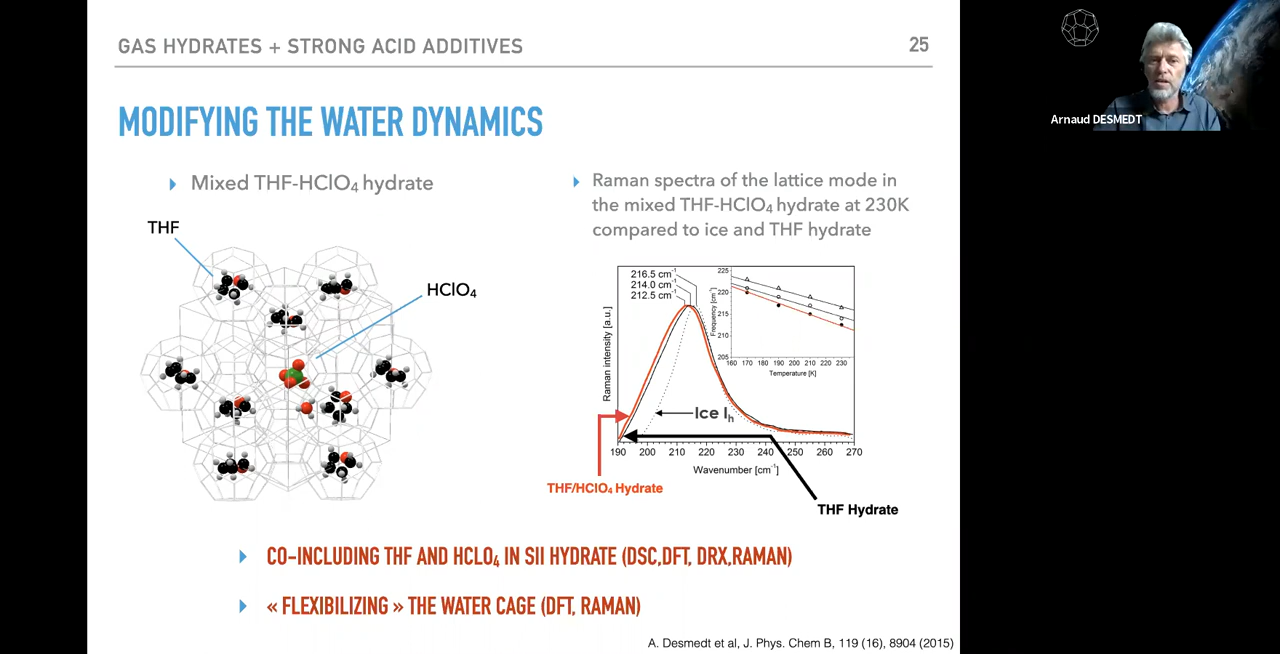 GAS HYDRATES + STRONG ACID ADDITIVES
25
Arnaud DESMEDT
MODIFYING THE WATER DYNAMICS
Mixed THF-HClO₄ hydrate
THF
HClO₄
Raman spectra of the lattice mode in
the mixed THF-HClO₄ hydrate at 230K
compared to ice and THF hydrate
216.5 cm⁻¹
214.0 cm⁻¹
212.5 cm⁻¹
Raman intensity [a.u.]
Ice Iₕ
190 200 210 220 230 240 250 260 270
Wavenumber [cm⁻¹]
Frequency [cm⁻¹]
225
220
215
210
205
160 170 180 190 200 210 220 230
Temperature [K]
THF/HClO₄ Hydrate
THF Hydrate
CO-INCLUDING THF AND HCLO₄ IN SII HYDRATE (DSC,DFT, DRX,RAMAN)
« FLEXIBILIZING » THE WATER CAGE (DFT, RAMAN)
A. Desmedt et al, J. Phys. Chem B, 119 (16), 8904 (2015)